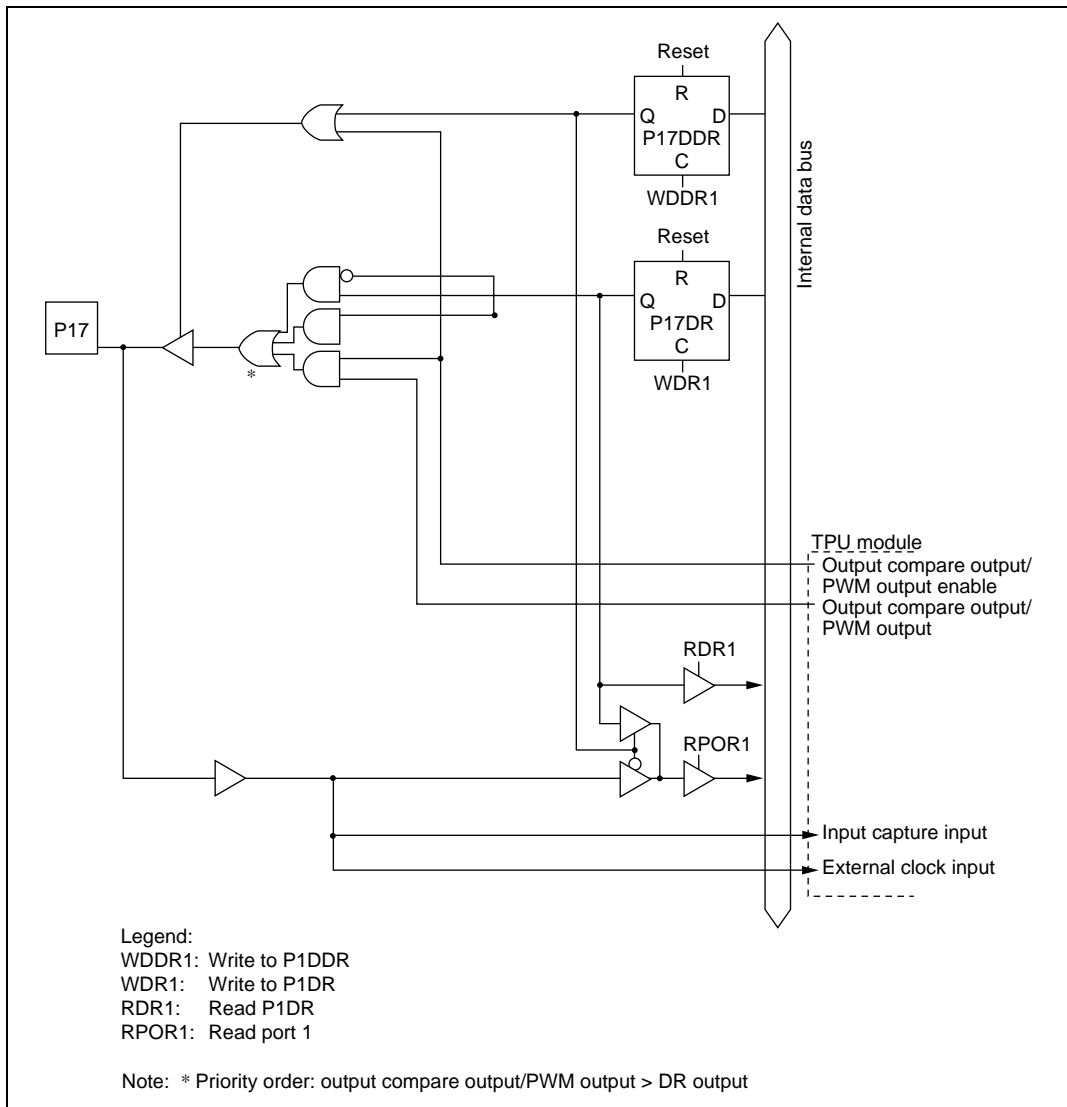 Reset
R
Q D
P17DDR
C
WDDR1
Internal data bus
Reset
R
Q D
P17DR
C
WDR1
P17
*
TPU module
Output compare output/
PWM output enable
Output compare output/
PWM output
RDR1
RPOR1
Input capture input
External clock input
Legend:
WDDR1: Write to P1DDR
WDR1: Write to P1DR
RDR1: Read P1DR
RPOR1: Read port 1
Note: * Priority order: output compare output/PWM output > DR output